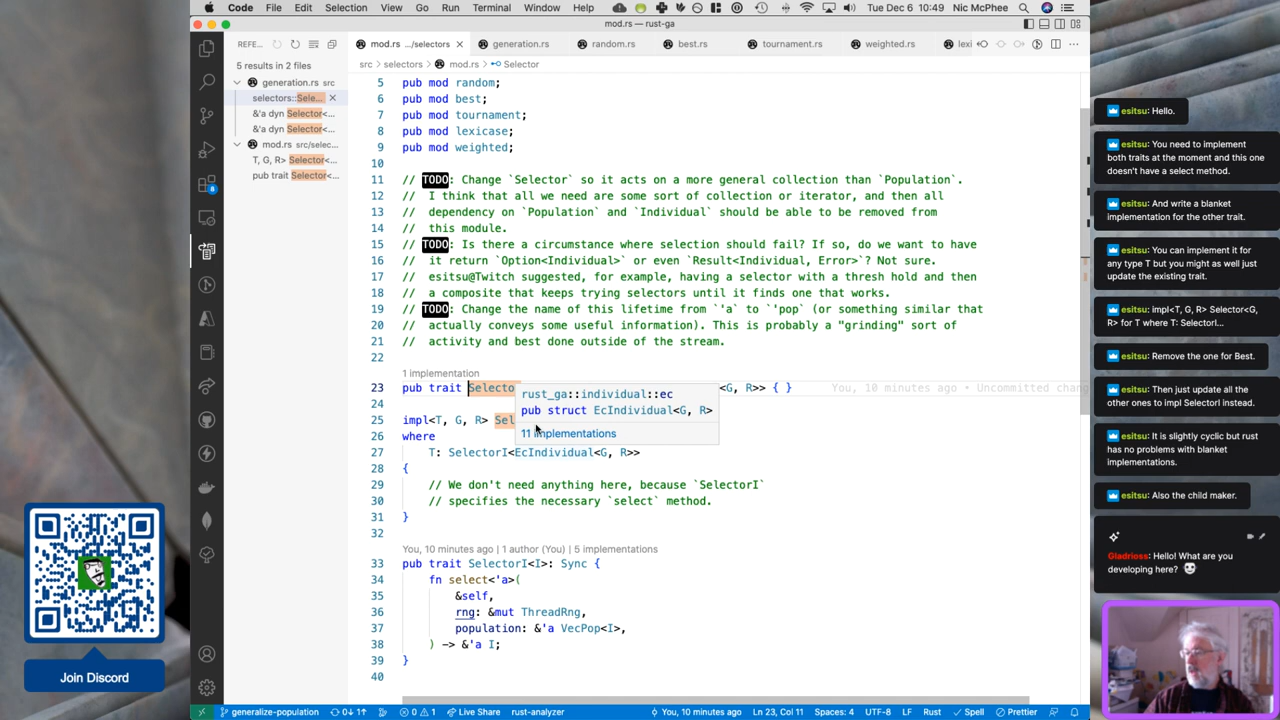 Code File Edit Selection View Go Run Terminal Window Help
Tue Dec 6 10:49 Nic McPhee
mod.rs — rust-ga
REFE...
mod.rs .../selectors
generation.rs
random.rs
best.rs
tournament.rs
weighted.rs
lexi
5 results in 2 files
generation.rs src
selectors::Sele...
&'a dyn Selector<...
&'a dyn Selector<...
mod.rs src/selec...
T, G, R> Selector<...
pub trait Selector<...
src > selectors > mod.rs > Selector
5 pub mod random;
6 pub mod best;
7 pub mod tournament;
8 pub mod lexicase;
9 pub mod weighted;
10
11 // TODO: Change `Selector` so it acts on a more general collection than `Population`.
12 // I think that all we need are some sort of collection or iterator, and then all
13 // dependency on `Population` and `Individual` should be able to be removed from
14 // this module.
15 // TODO: Is there a circumstance where selection should fail? If so, do we want to have
16 // it return `Option<Individual>` or even `Result<Individual, Error>`? Not sure.
17 // esitsu@Twitch suggested, for example, having a selector with a thresh hold and then
18 // a composite that keeps trying selectors until it finds one that works.
19 // TODO: Change the name of this lifetime from `'a` to `'pop` (or something similar that
20 // actually conveys some useful information). This is probably a "grinding" sort of
21 // activity and best done outside of the stream.
22
1 implementation
23 pub trait Selecto
<G, R>> { }
You, 10 minutes ago • Uncommitted chang
rust_ga::individual::ec
pub struct EcIndividual<G, R>
11 implementations
24
25 impl<T, G, R> Sel
26 where
27 T: SelectorI<EcIndividual<G, R>>
28 {
29 // We don't need anything here, because `SelectorI`
30 // specifies the necessary `select` method.
31 }
32
You, 10 minutes ago | 1 author (You) | 5 implementations
33 pub trait SelectorI<I>: Sync {
34 fn select<'a>(
35 &self,
36 rng: &mut ThreadRng,
37 population: &'a VecPop<I>,
38 ) -> &'a I;
39 }
40
8
generalize-population 0↓ 1↑ 0 1 Live Share rust-analyzer
You, 10 minutes ago Ln 23, Col 11 Spaces: 4 UTF-8 LF Rust Spell Prettier
Join Discord
esitsu: Hello.
esitsu: You need to implement
both traits at the moment and this one
doesn't have a select method.
esitsu: And write a blanket
implementation for the other trait.
esitsu: You can implement it for
any type T but you might as well just
update the existing trait.
esitsu: impl<T, G, R> Selector<G,
R> for T where T: SelectorI...
esitsu: Remove the one for Best.
esitsu: Then just update all the
other ones to impl SelectorI instead.
esitsu: It is slightly cyclic but rust
has no problems with blanket
implementations.
esitsu: Also the child maker.
Gladrioss: Hello! What are you
developing here?